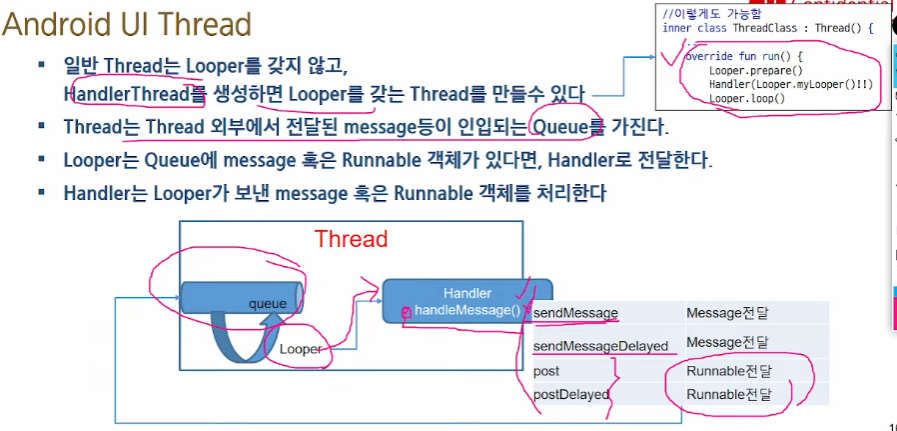 Android UI Thread
//이렇게도 가능함
inner class ThreadClass : Thread() {
override fun run() {
Looper.prepare()
Handler(Looper.myLooper()!!)
Looper.loop()
일반 Thread는 Looper를 갖지 않고,
HandlerThread를 생성하면 Looper를 갖는 Thread를 만들수 있다
Thread는 Thread 외부에서 전달된 message등이 인입되는 Queue를 가진다.
Looper는 Queue에 message 혹은 Runnable 객체가 있다면, Handler로 전달한다.
Handler는 Looper가 보낸 message 혹은 Runnable 객체를 처리한다
Thread
queue
Looper
Handler
handleMessage()
sendMessage Message전달
sendMessageDelayed Message전달
post Runnable전달
postDelayed Runnable전달